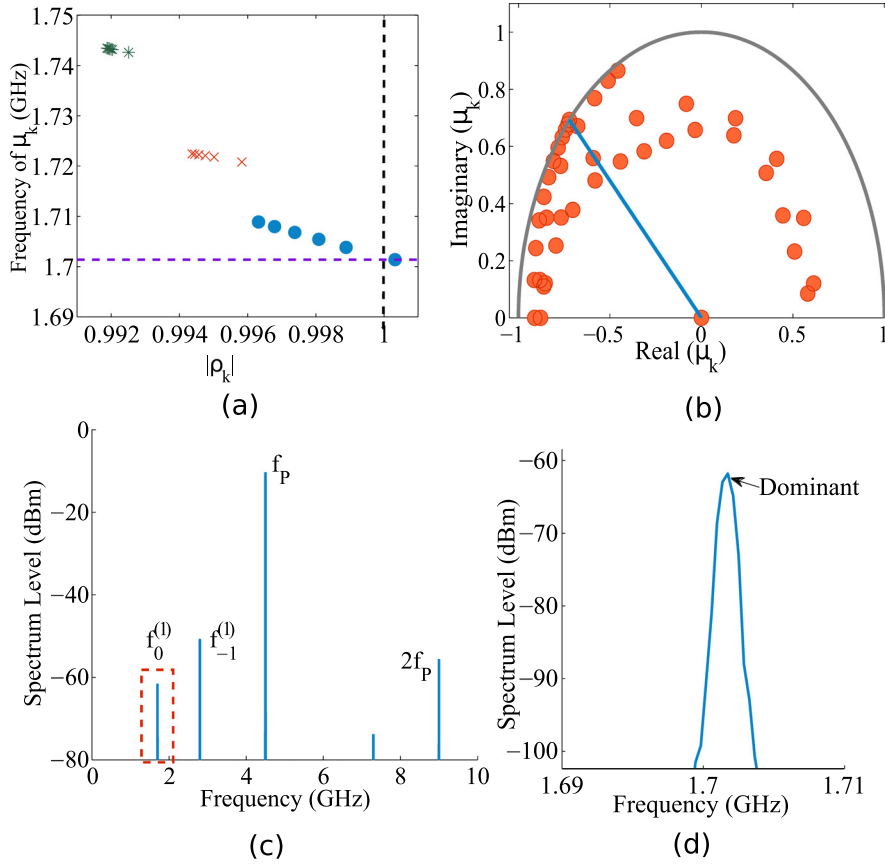 1.75
1.74
1.73
1.72
1.71
1.7
1.69
Frequency of μk (GHz)
0.992 0.994 0.996 0.998 1
|ρk|
(a)
1
0.8
0.6
0.4
0.2
0
Imaginary (μk)
−1 −0.5 0 0.5 1
Real (μk)
(b)
0
−20
−40
−60
−80
Spectrum Level (dBm)
fP
f0(1)
f−1(1)
2fP
0 2 4 6 8 10
Frequency (GHz)
(c)
−60
−70
−80
−90
−100
Spectrum Level (dBm)
Dominant
1.69 1.7 1.71
Frequency (GHz)
(d)